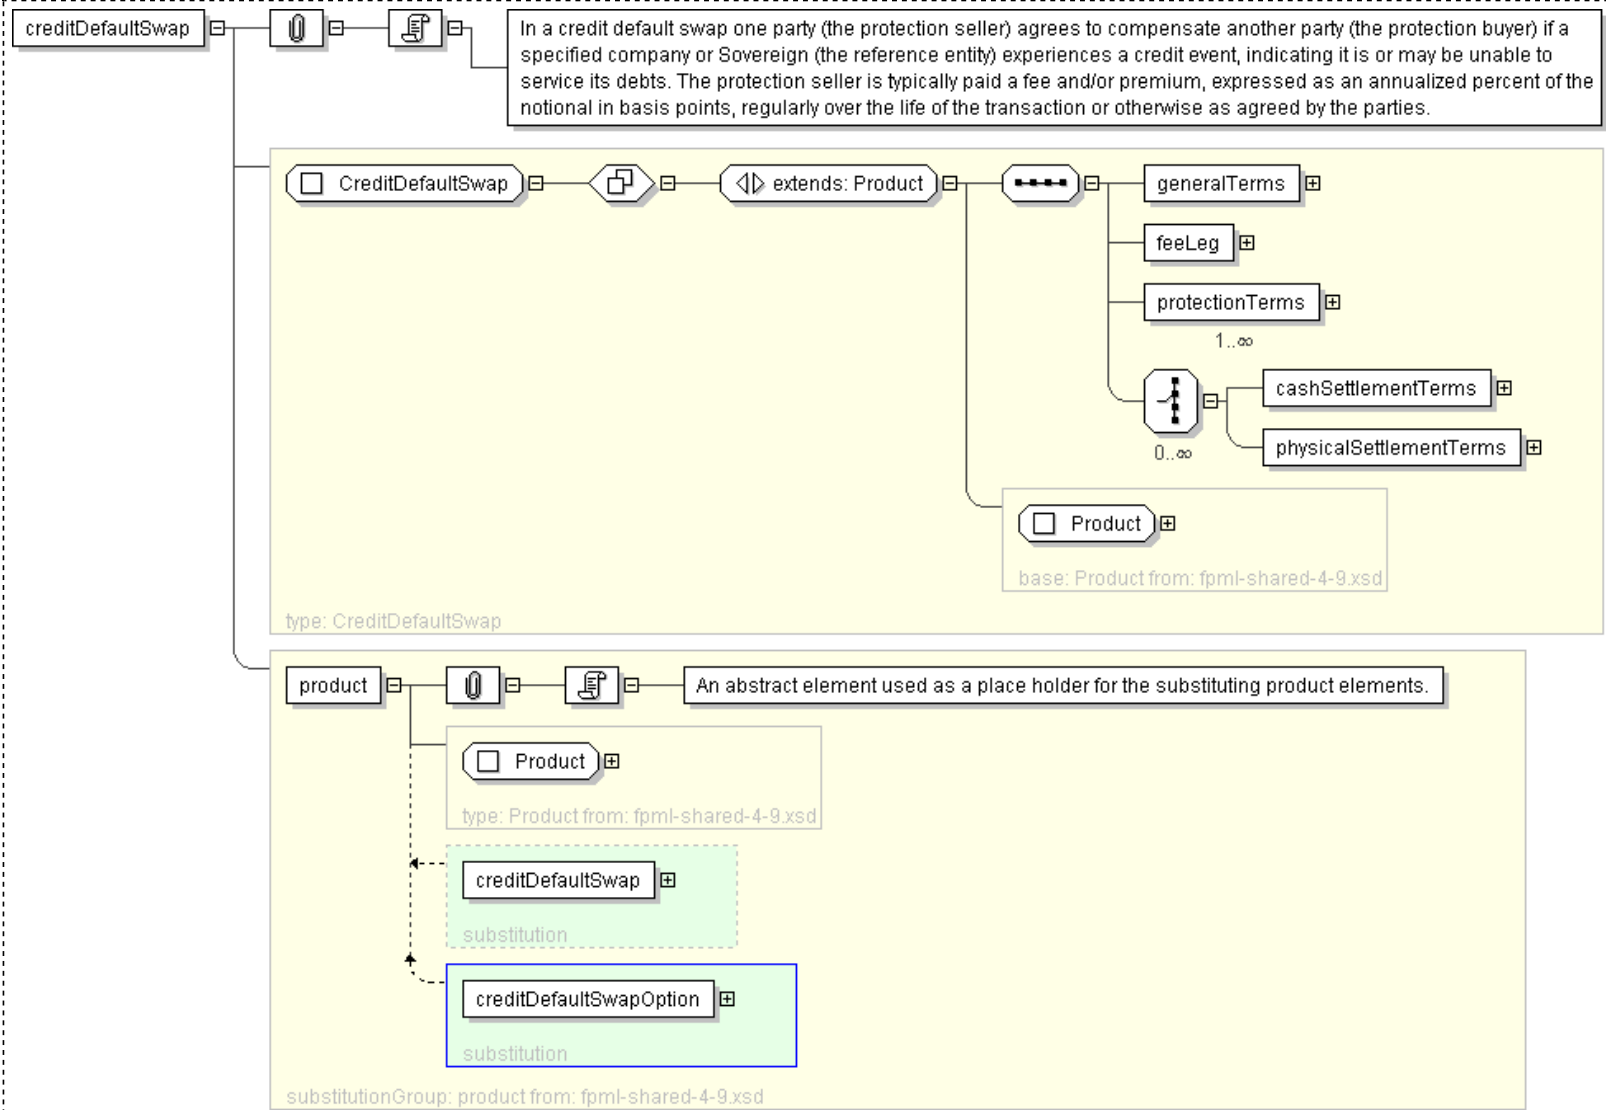 creditDefaultSwap
In a credit default swap one party (the protection seller) agrees to compensate another party (the protection buyer) if a
specified company or Sovereign (the reference entity) experiences a credit event, indicating it is or may be unable to
service its debts. The protection seller is typically paid a fee and/or premium, expressed as an annualized percent of the
notional in basis points, regularly over the life of the transaction or otherwise as agreed by the parties.
CreditDefaultSwap
extends: Product
generalTerms
feeLeg
protectionTerms
1..∞
cashSettlementTerms
physicalSettlementTerms
0..∞
Product
base: Product from: fpml-shared-4-9.xsd
type: CreditDefaultSwap
product
An abstract element used as a place holder for the substituting product elements.
Product
type: Product from: fpml-shared-4-9.xsd
creditDefaultSwap
substitution
creditDefaultSwapOption
substitution
substitutionGroup: product from: fpml-shared-4-9.xsd